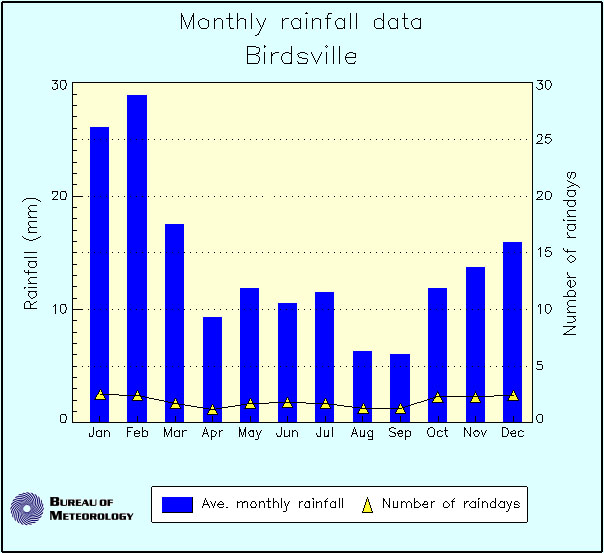 Monthly rainfall data
Birdsville
30
20
10
0
Rainfall (mm)
30
25
20
15
10
5
0
Number of raindays
Jan Feb Mar Apr May Jun Jul Aug Sep Oct Nov Dec
Ave. monthly rainfall
Number of raindays
BUREAU OF
METEOROLOGY